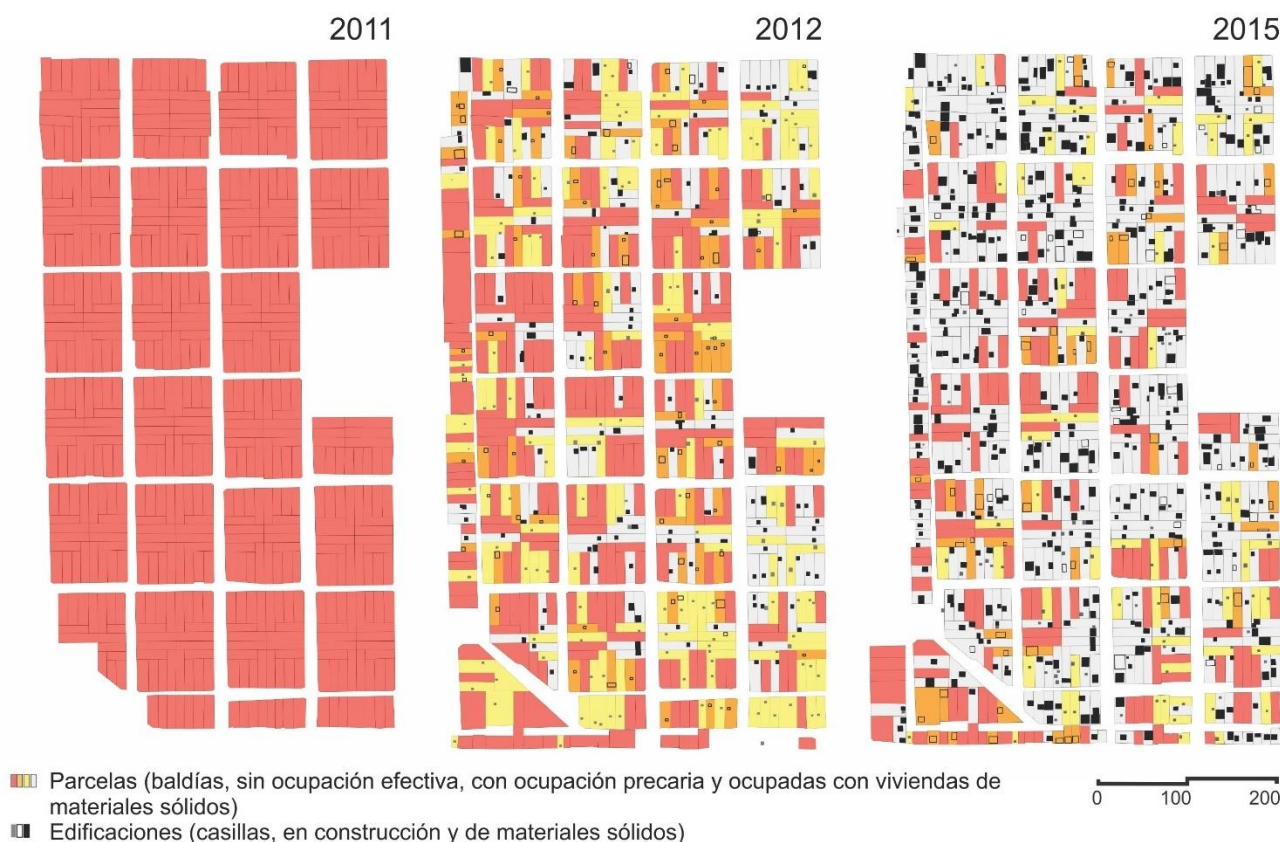 2011
2012
2015
Parcelas (baldías, sin ocupación efectiva, con ocupación precaria y ocupadas con viviendas de
materiales sólidos)
Edificaciones (casillas, en construcción y de materiales sólidos)
0 100 200